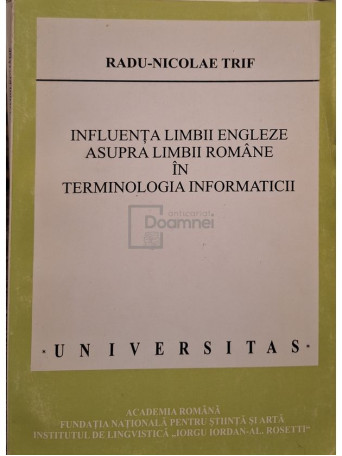 RADU-NICOLAE TRIF
INFLUENȚA LIMBII ENGLEZE
ASUPRA LIMBII ROMÂNE
ÎN
TERMINOLOGIA INFORMATICII
anticariat
Doamnei
* UNIVERSITAS *
ACADEMIA ROMÂNĂ
FUNDAȚIA NAȚIONALĂ PENTRU ȘTIINȚĂ ȘI ARTĂ
INSTITUTUL DE LINGVISTICĂ „IORGU IORDAN-AL. ROSETTI"